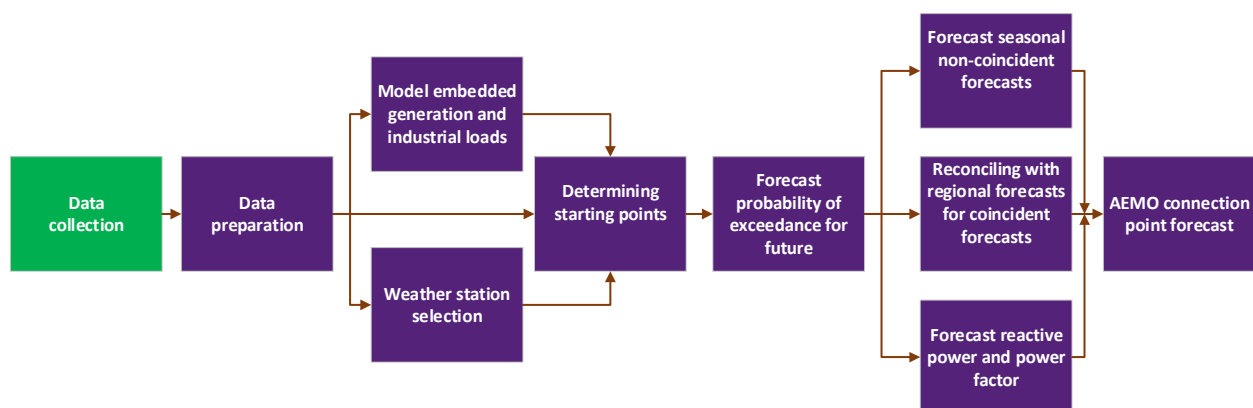 Data
collection
Data
preparation
Model embedded
generation and
industrial loads
Weather station
selection
Determining
starting points
Forecast
probability of
exceedance for
future
Forecast seasonal
non-coincident
forecasts
Reconciling with
regional forecasts
for coincident
forecasts
Forecast reactive
power and power
factor
AEMO connection
point forecast